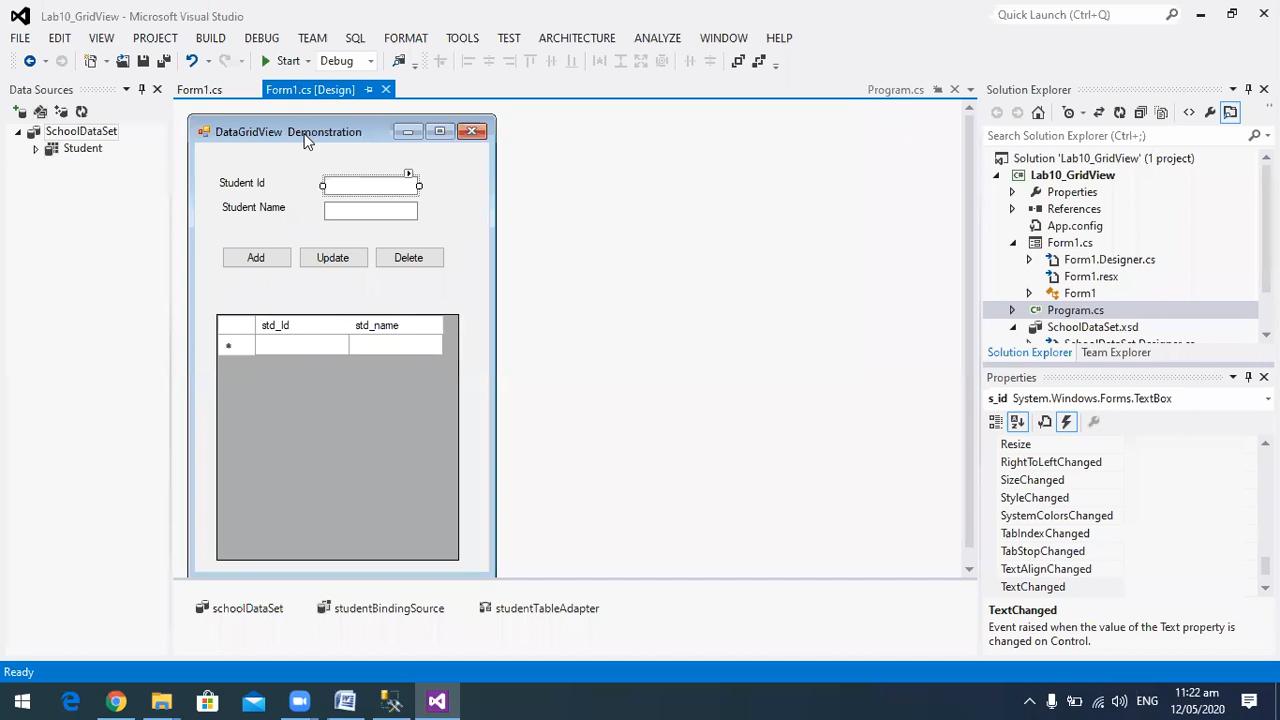 Lab10_GridView - Microsoft Visual Studio
Quick Launch (Ctrl+Q)
FILE EDIT VIEW PROJECT BUILD DEBUG TEAM SQL FORMAT TOOLS TEST ARCHITECTURE ANALYZE WINDOW HELP
Start Debug
Data Sources
Form1.cs Form1.cs [Design] Program.cs
Solution Explorer
SchoolDataSet
Student
DataGridView Demonstration
Student Id
Student Name
Add Update Delete
std_Id std_name
*
schoolDataSet studentBindingSource studentTableAdapter
Search Solution Explorer (Ctrl+;)
Solution 'Lab10_GridView' (1 project)
Lab10_GridView
Properties
References
App.config
Form1.cs
Form1.Designer.cs
Form1.resx
Form1
Program.cs
SchoolDataSet.xsd
SchoolDataSet.Designer.cs
Solution Explorer Team Explorer
Properties
s_id System.Windows.Forms.TextBox
Resize
RightToLeftChanged
SizeChanged
StyleChanged
SystemColorsChanged
TabIndexChanged
TabStopChanged
TextAlignChanged
TextChanged
TextChanged
Event raised when the value of the Text property is
changed on Control.
Ready
ENG
11:22 am
12/05/2020